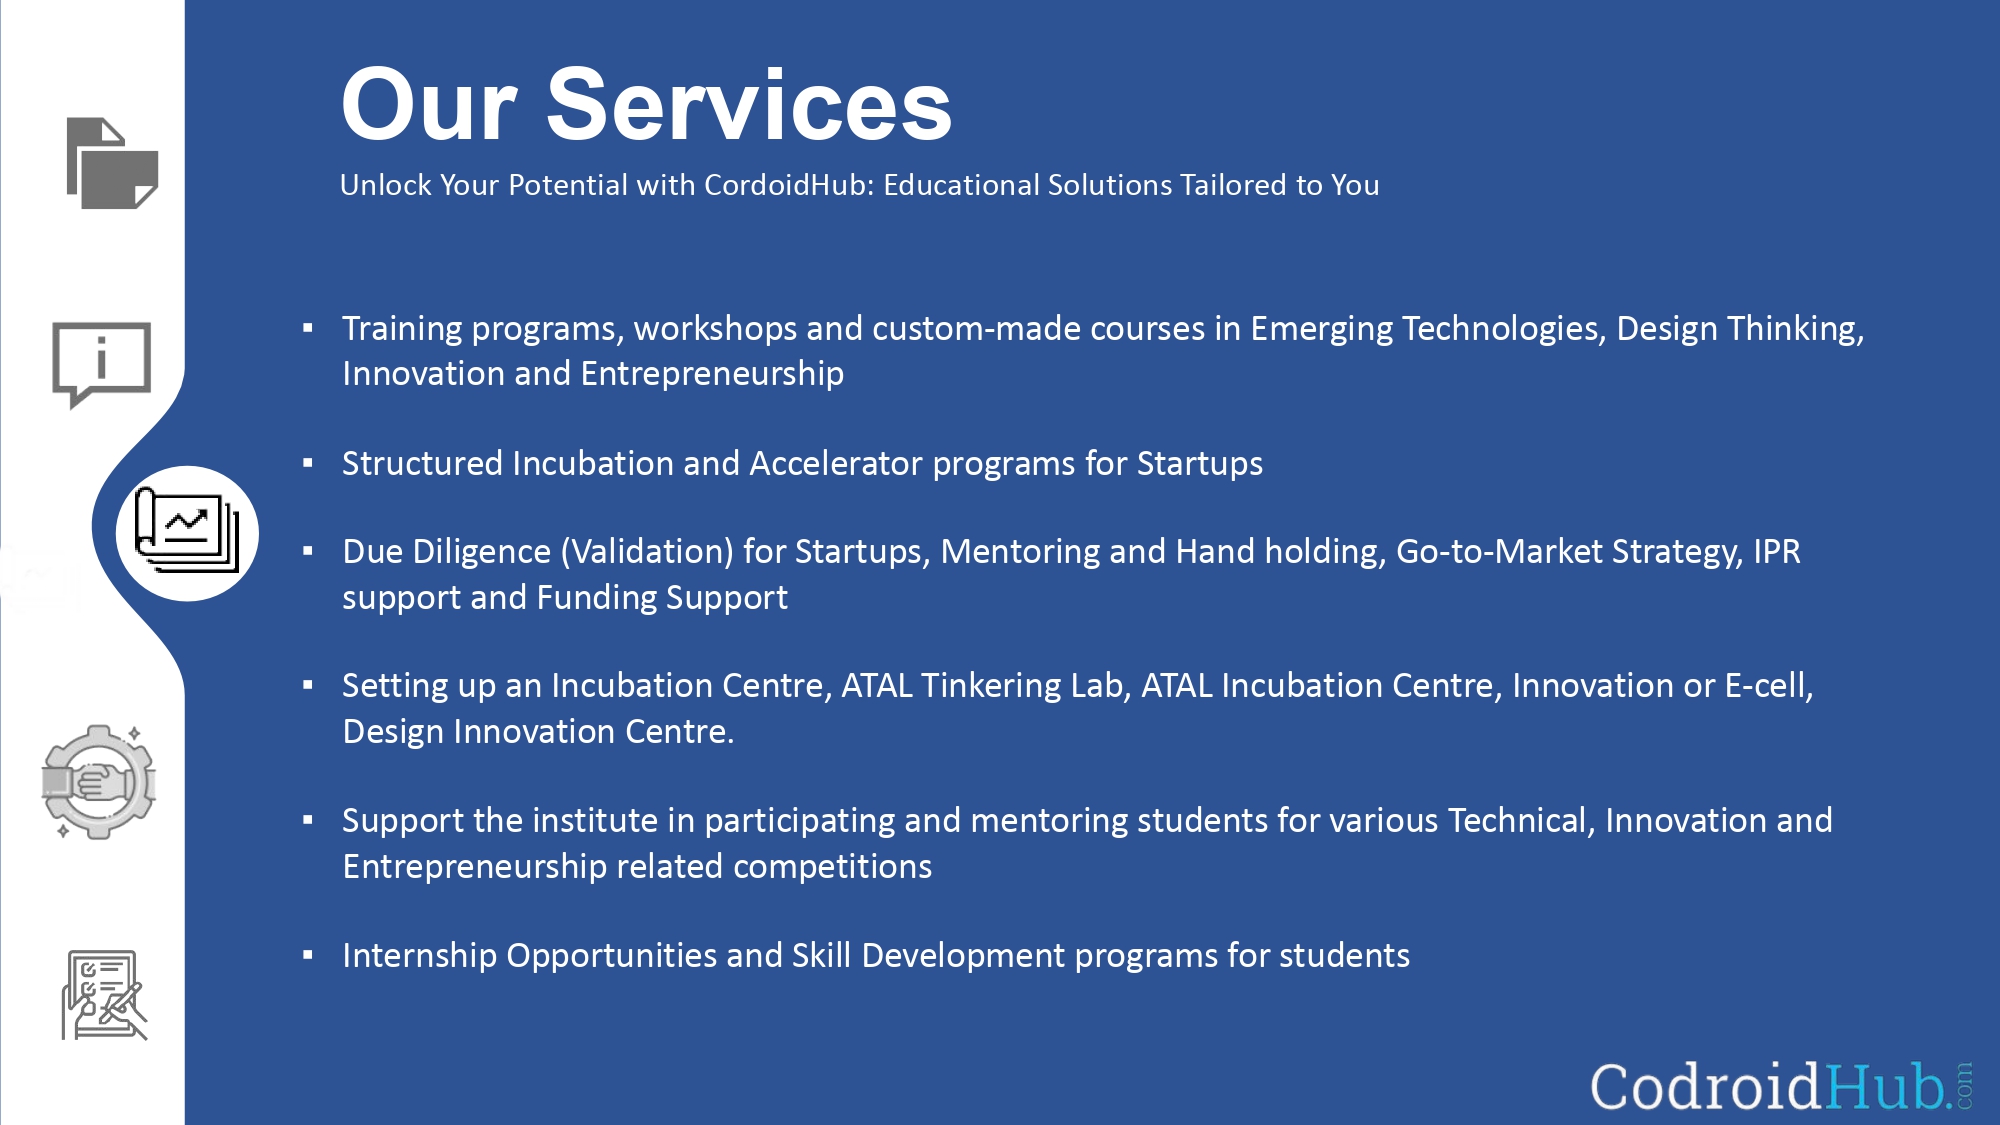 Our Services
Unlock Your Potential with CordoidHub: Educational Solutions Tailored to You
▪ Training programs, workshops and custom-made courses in Emerging Technologies, Design Thinking,
Innovation and Entrepreneurship
▪ Structured Incubation and Accelerator programs for Startups
▪ Due Diligence (Validation) for Startups, Mentoring and Hand holding, Go-to-Market Strategy, IPR
support and Funding Support
▪ Setting up an Incubation Centre, ATAL Tinkering Lab, ATAL Incubation Centre, Innovation or E-cell,
Design Innovation Centre.
▪ Support the institute in participating and mentoring students for various Technical, Innovation and
Entrepreneurship related competitions
▪ Internship Opportunities and Skill Development programs for students
CodroidHub.com